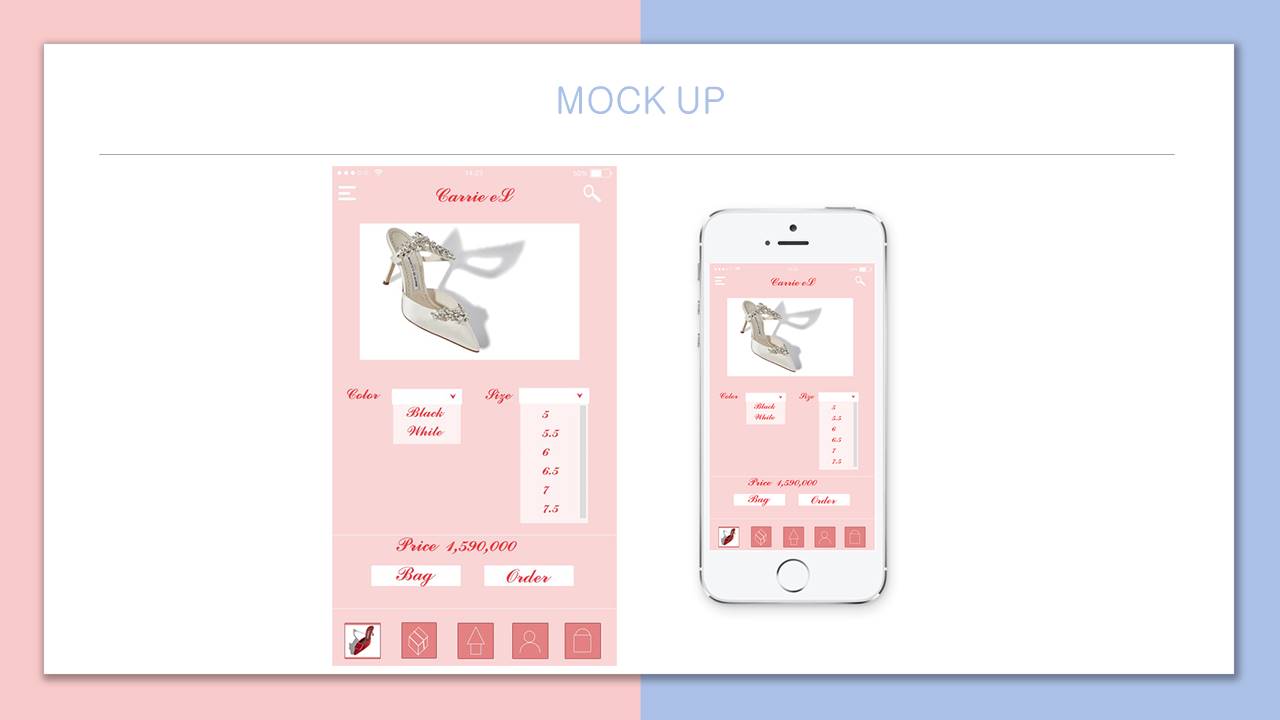 MOCK UP
14:21
50%
Carrie eL
Color
Size
Black
White
5
5.5
6
6.5
7
7.5
Price 1,590,000
Bag
Order
Carrie eL
Color
Size
Black
White
5
5.5
6
6.5
7
7.5
Price 1,590,000
Bag
Order